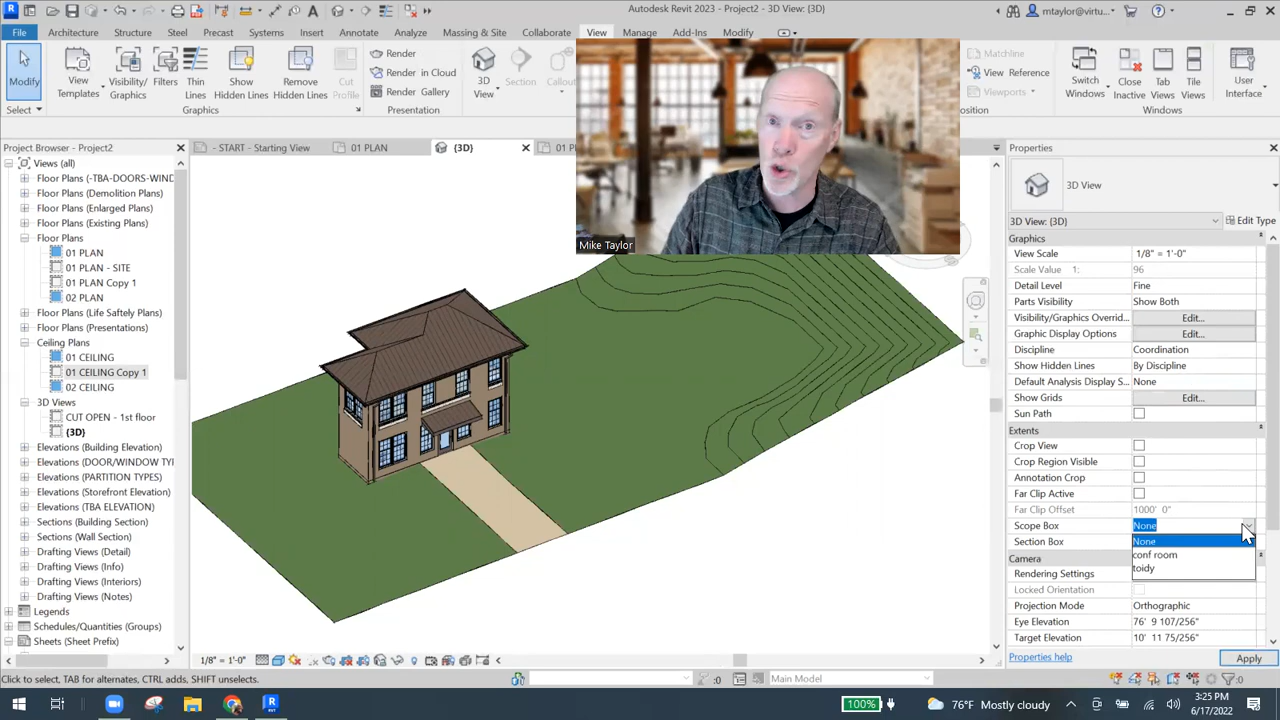 Autodesk Revit 2023 - Project2 - 3D View: {3D}
mtaylor@virtu...
File Architecture Structure Steel Precast Systems Insert Annotate Analyze Massing & Site Collaborate View Manage Add-Ins Modify
Modify
View Templates
Visibility/ Graphics
Filters
Thin Lines
Show Hidden Lines
Remove Hidden Lines
Cut Profile
Render
Render in Cloud
Render Gallery
3D View
Section
Callout
Matchline
View Reference
Viewports
Switch Windows
Close Inactive
Tab Views
Tile Views
User Interface
Select
Graphics
Presentation
position
Windows
Project Browser - Project2
- START - Starting View
01 PLAN
{3D}
01 P
Properties
Views (all)
Floor Plans (-TBA-DOORS-WIND
Floor Plans (Demolition Plans)
Floor Plans (Enlarged Plans)
Floor Plans (Existing Plans)
Floor Plans
01 PLAN
01 PLAN - SITE
01 PLAN Copy 1
02 PLAN
Floor Plans (Life Saftely Plans)
Floor Plans (Presentations)
Ceiling Plans
01 CEILING
01 CEILING Copy 1
02 CEILING
3D Views
CUT OPEN - 1st floor
{3D}
Elevations (Building Elevation)
Elevations (DOOR/WINDOW TY
Elevations (PARTITION TYPES)
Elevations (Storefront Elevation)
Elevations (TBA ELEVATION)
Sections (Building Section)
Sections (Wall Section)
Drafting Views (Detail)
Drafting Views (Info)
Drafting Views (Interiors)
Drafting Views (Notes)
Legends
Schedules/Quantities (Groups)
Sheets (Sheet Prefix)
Mike Taylor
3D View
3D View: {3D}
Edit Type
Graphics
View Scale 1/8" = 1'-0"
Scale Value 1: 96
Detail Level Fine
Parts Visibility Show Both
Visibility/Graphics Overrid... Edit...
Graphic Display Options Edit...
Discipline Coordination
Show Hidden Lines By Discipline
Default Analysis Display S... None
Show Grids Edit...
Sun Path
Extents
Crop View
Crop Region Visible
Annotation Crop
Far Clip Active
Far Clip Offset 1000' 0"
Scope Box None
Section Box None
conf room
toidy
Camera
Rendering Settings
Locked Orientation
Projection Mode Orthographic
Eye Elevation 76' 9 107/256"
Target Elevation 10' 11 75/256"
Properties help
Apply
1/8" = 1'-0"
Click to select, TAB for alternates, CTRL adds, SHIFT unselects.
:0
Main Model
:0
100%
76°F Mostly cloudy
3:25 PM
6/17/2022